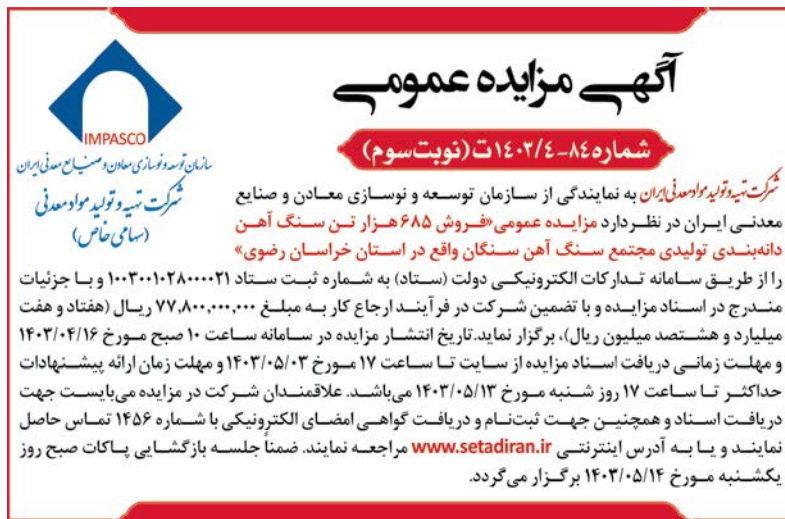 آگهی مزایده عمومی
شماره ۸۴-۱۴۰۳/۴ت (نوبت سوم)
IMPASCO
سازمان توسعه و نوسازی معادن و صنایع معدنی ایران
شرکت تهیه و تولید مواد معدنی
(سهامی خاص)
شرکت تهیه و تولید مواد معدنی ایران به نمایندگی از سازمان توسعه و نوسازی معادن و صنایع
معدنی ایران در نظر دارد مزایده عمومی «فروش ۶۸۵ هزار تن سنگ آهن
دانه‌بندی تولیدی مجتمع سنگ آهن سنگان واقع در استان خراسان رضوی»
را از طریق سامانه تدارکات الکترونیکی دولت (ستاد) به شماره ثبت ستاد ۱۰۰۳۰۰۱۰۲۸۰۰۰۰۲۱ و با جزئیات
مندرج در اسناد مزایده و با تضمین شرکت در فرآیند ارجاع کار به مبلغ ۷۷,۸۰۰,۰۰۰,۰۰۰ ریال (هفتاد و هفت
میلیارد و هشتصد میلیون ریال)، برگزار نماید. تاریخ انتشار مزایده در سامانه ساعت ۱۰ صبح مورخ ۱۴۰۳/۰۴/۱۶
و مهلت زمانی دریافت اسناد مزایده از سایت تا ساعت ۱۷ مورخ ۱۴۰۳/۰۵/۰۳ و مهلت زمان ارائه پیشنهادات
حداکثر تا ساعت ۱۷ روز شنبه مورخ ۱۴۰۳/۰۵/۱۳ می‌باشد. علاقمندان شرکت در مزایده می‌بایست جهت
دریافت اسناد و همچنین جهت ثبت‌نام و دریافت گواهی امضای الکترونیکی با شماره ۱۴۵۶ تماس حاصل
نمایند و یا به آدرس اینترنتی www.setadiran.ir مراجعه نمایند. ضمناً جلسه بازگشایی پاکات صبح روز
یکشنبه مورخ ۱۴۰۳/۰۵/۱۴ برگزار می‌گردد.